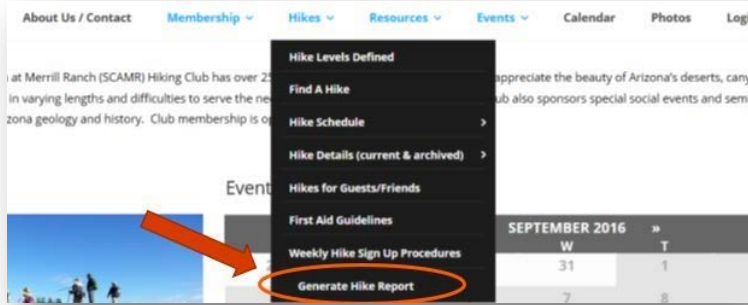 About Us / Contact Membership Hikes Resources Events Calendar Photos Logi
at Merrill Ranch (SCAMR) Hiking Club has over 25 appreciate the beauty of Arizona's deserts, cany
in varying lengths and difficulties to serve the ne ub also sponsors special social events and sem
zona geology and history. Club membership is o
Hike Levels Defined
Find A Hike
Hike Schedule >
Hike Details (current & archived) >
Hikes for Guests/Friends
First Aid Guidelines
Weekly Hike Sign Up Procedures
Generate Hike Report
Event
SEPTEMBER 2016 »
W T
31 1
7 8